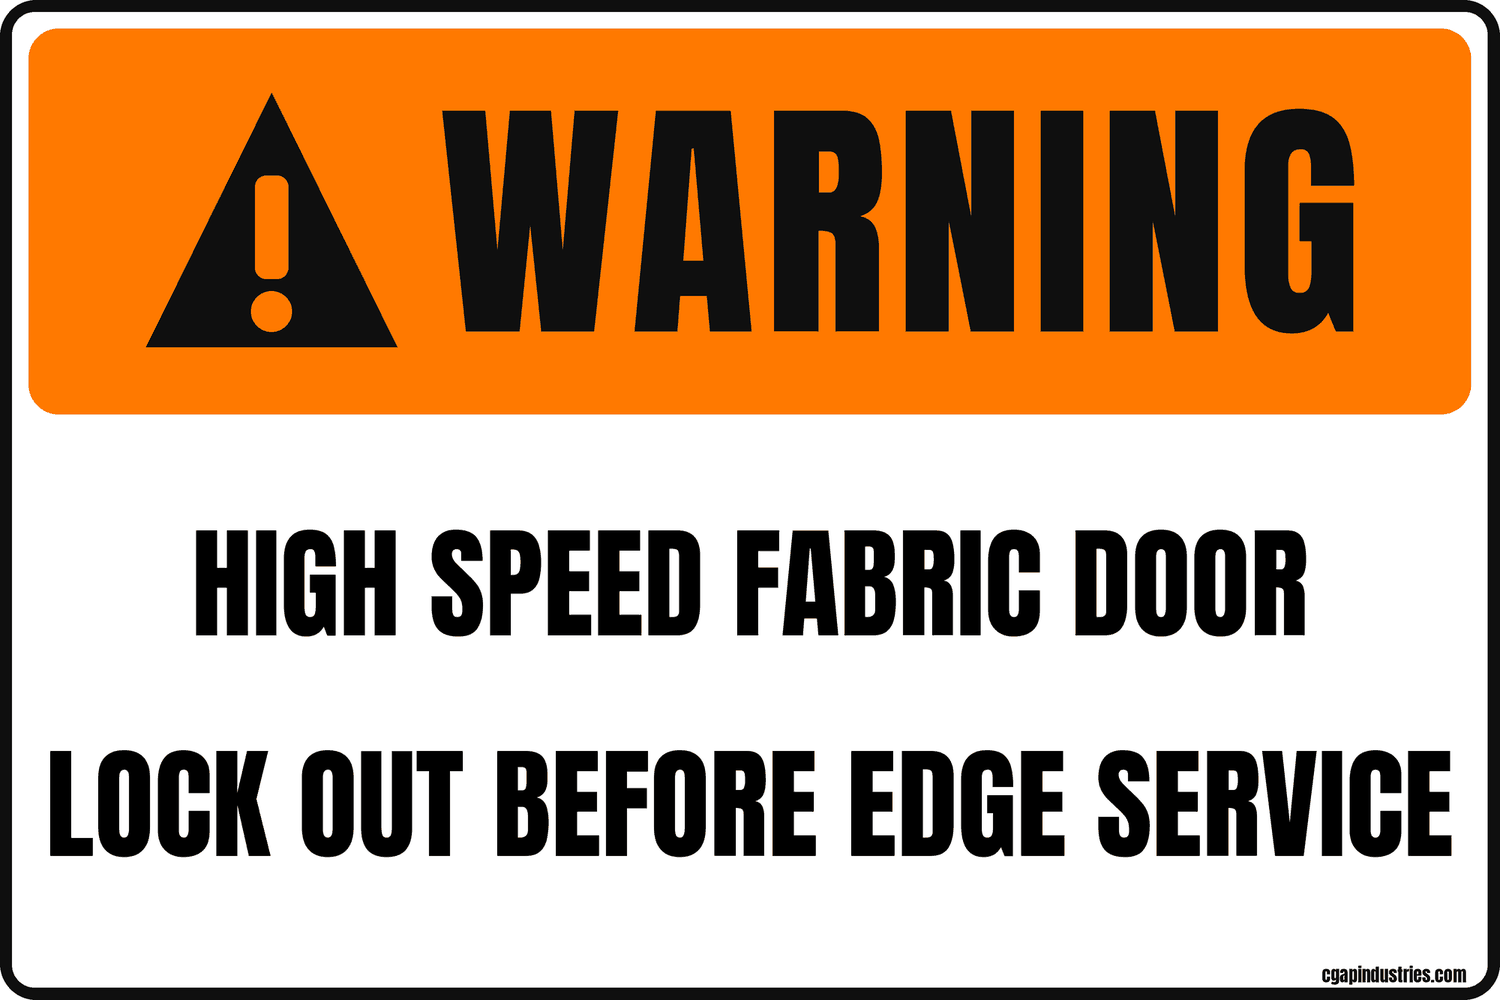 WARNING
HIGH SPEED FABRIC DOOR
LOCK OUT BEFORE EDGE SERVICE
cgapindustries.com